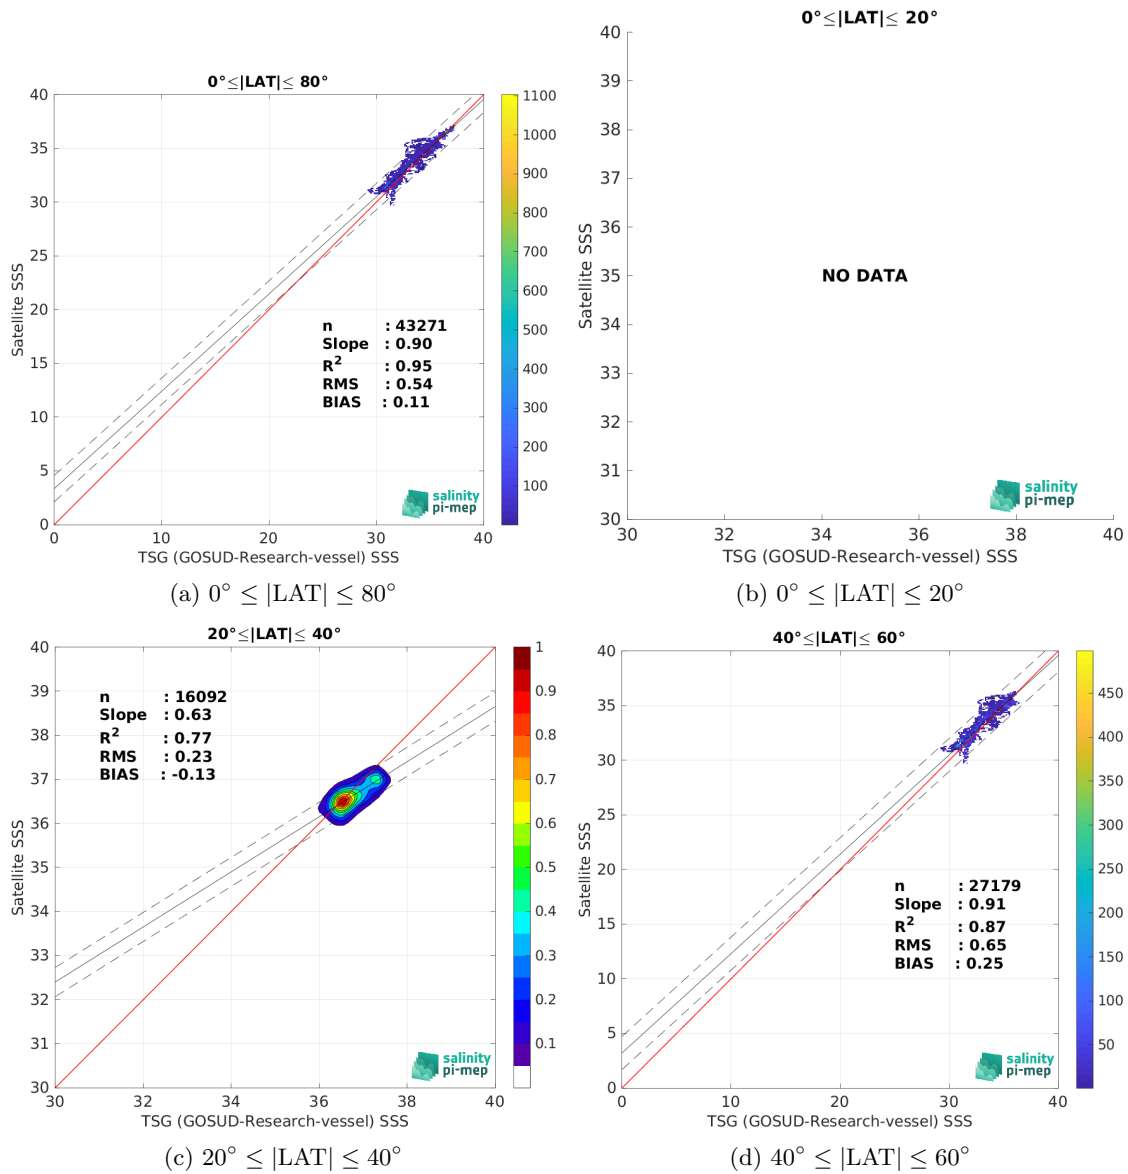 0°≤|LAT|≤ 80°
40
35
30
25
20
15
10
5
0
0
10
20
30
40
Satellite SSS
TSG (GOSUD-Research-vessel) SSS
n : 43271
Slope : 0.90
R² : 0.95
RMS : 0.54
BIAS : 0.11
salinity
pi-mep
1100
1000
900
800
700
600
500
400
300
200
100
(a) 0° ≤ |LAT| ≤ 80°
0°≤|LAT|≤ 20°
40
39
38
37
36
35
34
33
32
31
30
30
32
34
36
38
40
Satellite SSS
NO DATA
TSG (GOSUD-Research-vessel) SSS
salinity
pi-mep
(b) 0° ≤ |LAT| ≤ 20°
20°≤|LAT|≤ 40°
40
39
38
37
36
35
34
33
32
31
30
30
32
34
36
38
40
Satellite SSS
TSG (GOSUD-Research-vessel) SSS
n : 16092
Slope : 0.63
R² : 0.77
RMS : 0.23
BIAS : -0.13
salinity
pi-mep
1
0.9
0.8
0.7
0.6
0.5
0.4
0.3
0.2
0.1
(c) 20° ≤ |LAT| ≤ 40°
40°≤|LAT|≤ 60°
40
35
30
25
20
15
10
5
0
0
10
20
30
40
Satellite SSS
TSG (GOSUD-Research-vessel) SSS
n : 27179
Slope : 0.91
R² : 0.87
RMS : 0.65
BIAS : 0.25
salinity
pi-mep
450
400
350
300
250
200
150
100
50
(d) 40° ≤ |LAT| ≤ 60°